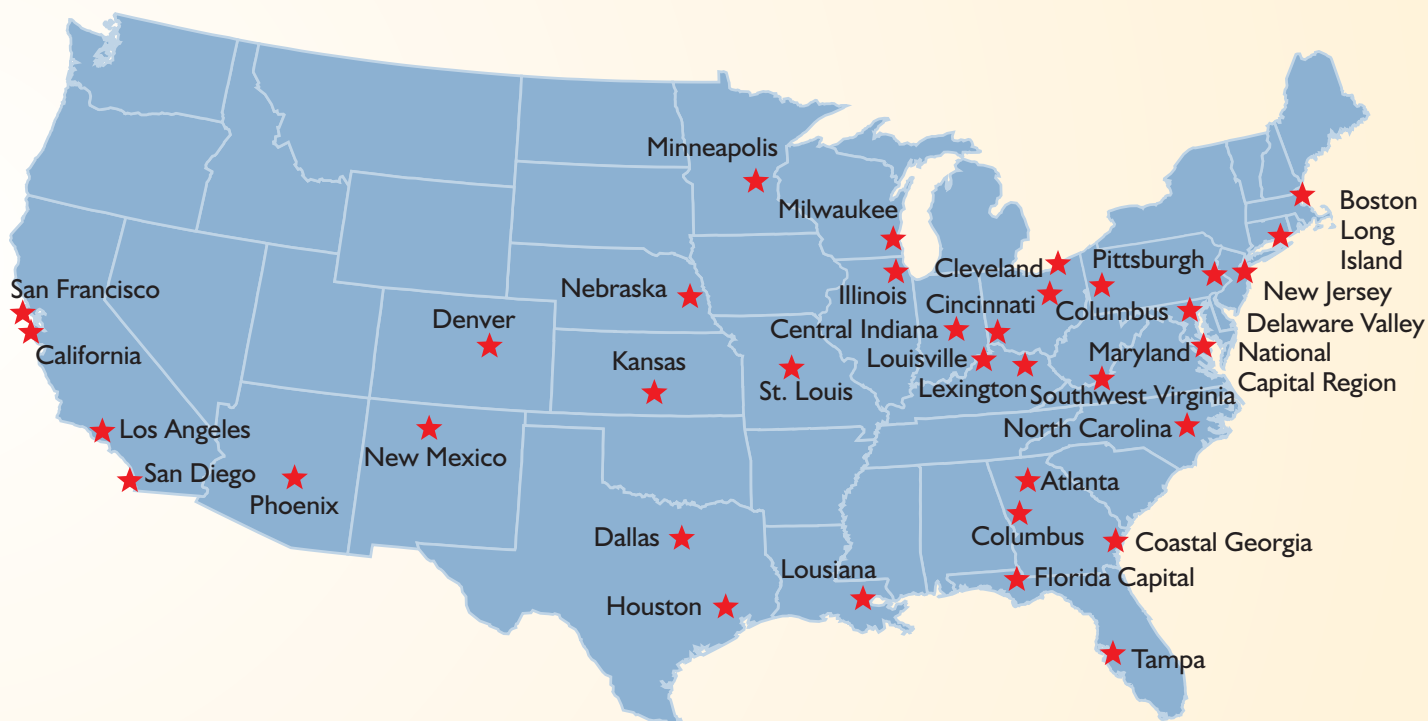 Minneapolis
Milwaukee
Boston
Long
Island
Cleveland
Pittsburgh
San Francisco
Nebraska
Illinois
Cincinnati
New Jersey
Denver
Central Indiana
Columbus
Delaware Valley
California
Kansas
Louisville
Maryland
National
Capital Region
St. Louis
Lexington
Southwest Virginia
Los Angeles
New Mexico
North Carolina
San Diego
Phoenix
Atlanta
Dallas
Columbus
Coastal Georgia
Lousiana
Florida Capital
Houston
Tampa